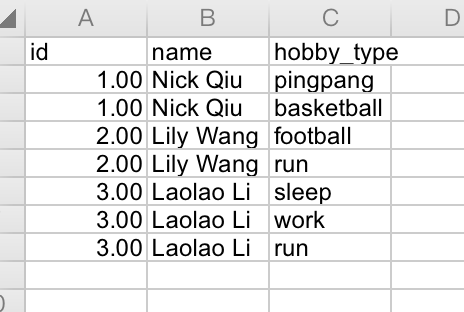 A B C D
id name hobby_type
1.00 Nick Qiu pingpang
1.00 Nick Qiu basketball
2.00 Lily Wang football
2.00 Lily Wang run
3.00 Laolao Li sleep
3.00 Laolao Li work
3.00 Laolao Li run